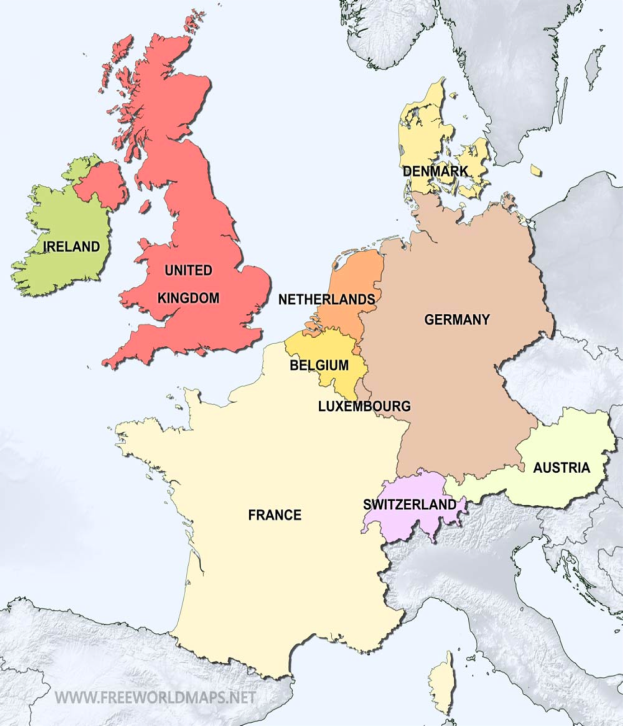 DENMARK
IRELAND
UNITED
KINGDOM
NETHERLANDS
GERMANY
BELGIUM
LUXEMBOURG
AUSTRIA
SWITZERLAND
FRANCE
WWW.FREEWORLDMAPS.NET